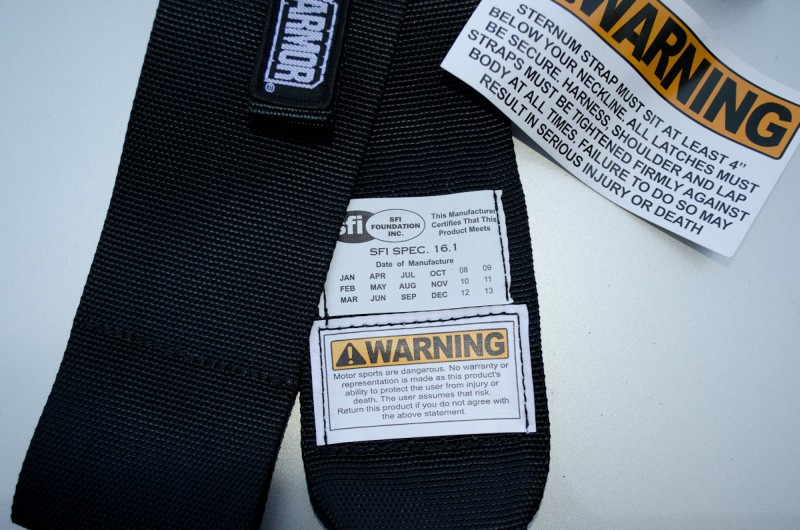 ARMOR
®
WARNING
STERNUM STRAP MUST SIT AT LEAST 4"
BELOW YOUR NECKLINE. ALL LATCHES MUST
BE SECURE. HARNESS, SHOULDER AND LAP
STRAPS MUST BE TIGHTENED FIRMLY AGAINST
BODY AT ALL TIMES. FAILURE TO DO SO MAY
RESULT IN SERIOUS INJURY OR DEATH
sfi
SFI
FOUNDATION
INC.
This Manufacturer
Certifies That This
Product Meets
SFI SPEC. 16.1
Date of Manufacture
JAN APR JUL OCT 08 09
FEB MAY AUG NOV 10 11
MAR JUN SEP DEC 12 13
WARNING
Motor sports are dangerous. No warranty or
representation is made as this product's
ability to protect the user from injury or
death. The user assumes that risk.
Return this product if you do not agree with
the above statement.